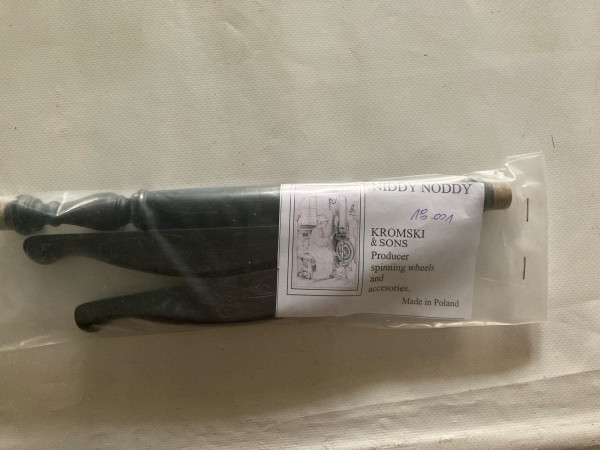 NIDDY NODDY
KROMSKI
& SONS
Producer
spinning wheels
and
accesories.
Made in Poland